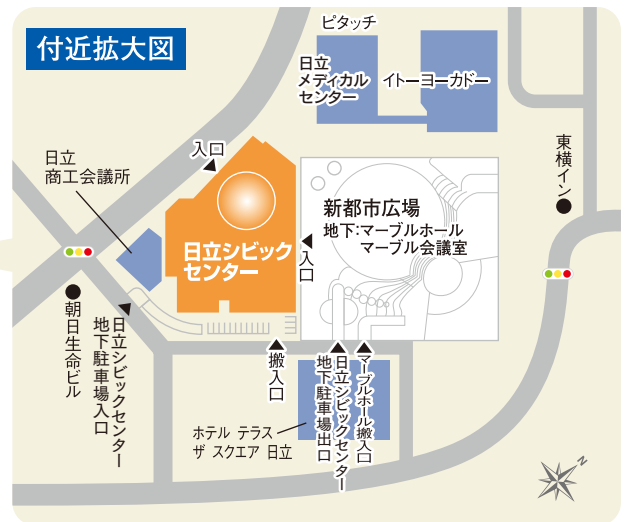 付近拡大図
ピタッチ
日立
メディカル
センター
イトーヨーカドー
入口
日立
商工会議所
東横イン
新都市広場
地下:マーブルホール
マーブル会議室
日立シビック
センター
入口
朝日生命ビル
日立シビックセンター
地下駐車場入口
搬入口
日立シビックセンター
地下駐車場出口
マーブルホール搬入口
ホテル テラス
ザ スクエア 日立
N